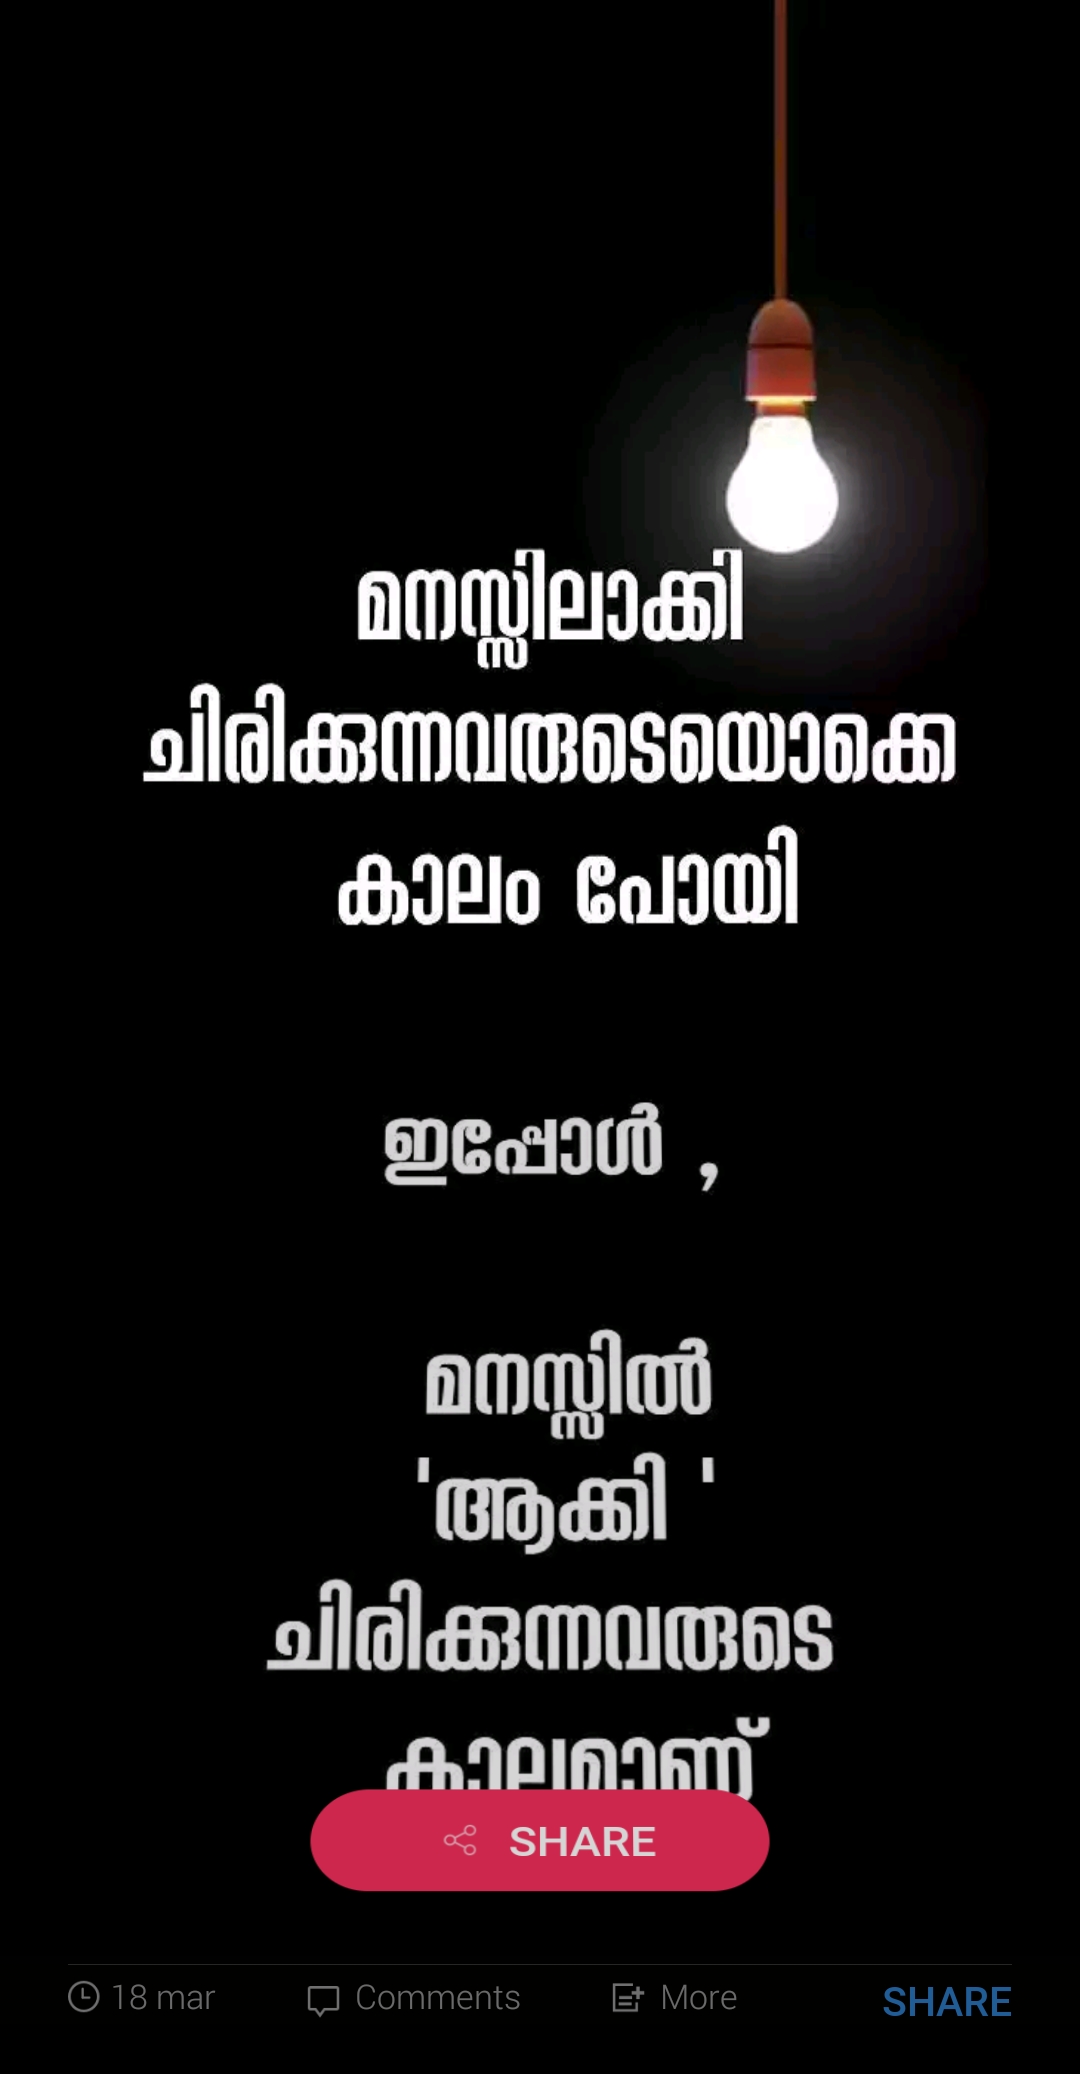 മനസ്സിലാക്കി
ചിരിക്കുന്നവരുടെയൊക്കെ
കാലം പോയി
ഇപ്പോൾ ,
മനസ്സിൽ
'ആക്കി '
ചിരിക്കുന്നവരുടെ
കാലമാണ്
SHARE
18 mar Comments More SHARE